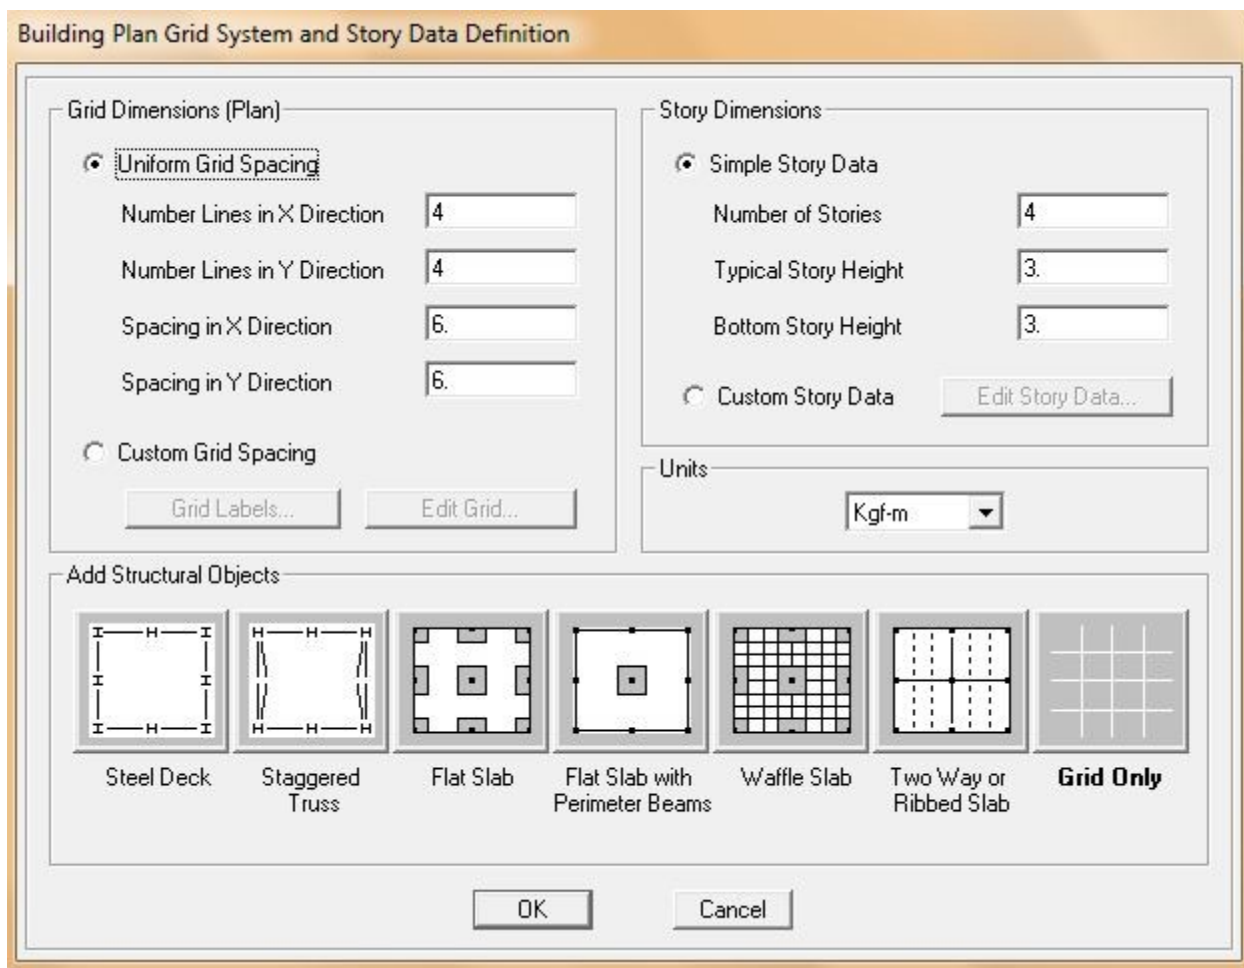 Building Plan Grid System and Story Data Definition
Grid Dimensions (Plan)
Uniform Grid Spacing
Number Lines in X Direction 4
Number Lines in Y Direction 4
Spacing in X Direction 6.
Spacing in Y Direction 6.
Custom Grid Spacing
Grid Labels... Edit Grid...
Story Dimensions
Simple Story Data
Number of Stories 4
Typical Story Height 3.
Bottom Story Height 3.
Custom Story Data Edit Story Data...
Units
Kgf-m
Add Structural Objects
Steel Deck
Staggered
Truss
Flat Slab
Flat Slab with
Perimeter Beams
Waffle Slab
Two Way or
Ribbed Slab
Grid Only
OK Cancel